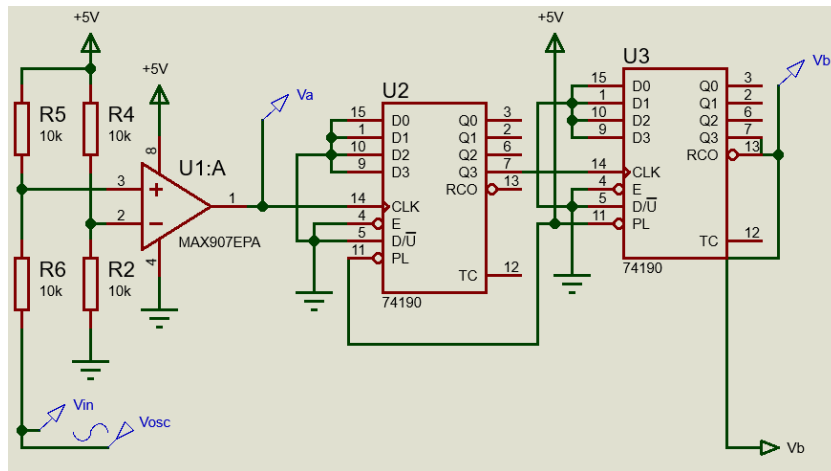 +5V
+5V
+5V
R5
10k
R4
10k
R6
10k
R2
10k
U1:A
8
3
2
1
4
MAX907EPA
Va
U2
15 D0 Q0 3
1 D1 Q1 2
10 D2 Q2 6
9 D3 Q3 7
RCO 13
14 CLK
4 E
5 D/U
11 PL
TC 12
74190
U3
15 D0 Q0 3
1 D1 Q1 2
10 D2 Q2 6
9 D3 Q3 7
RCO 13
14 CLK
4 E
5 D/U
11 PL
TC 12
74190
Vb
Vin
Vosc
Vb